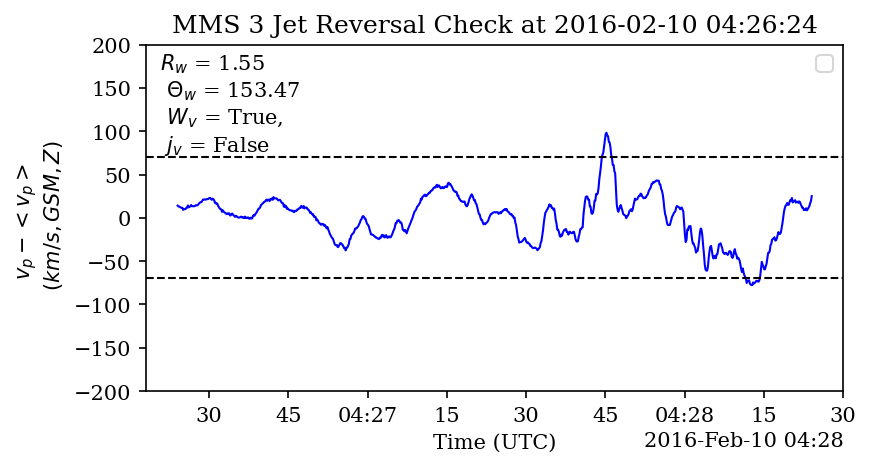 MMS 3 Jet Reversal Check at 2016-02-10 04:26:24
200
150
100
50
0
−50
−100
−150
−200
v_p − < v_p >
(km/s, GSM, Z)
R_w = 1.55
Θ_w = 153.47
W_v = True,
j_v = False
30 45 04:27 15 30 45 04:28 15 30
Time (UTC)
2016-Feb-10 04:28